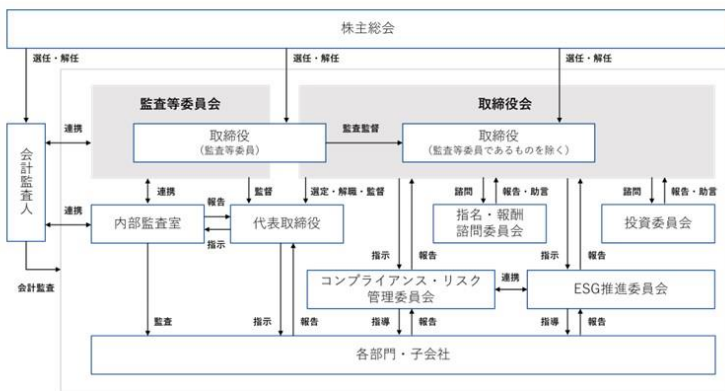 株主総会
選任・解任
選任・解任
選任・解任
監査等委員会
取締役会
連携
取締役
(監査等委員)
監査監督
取締役
(監査等委員であるものを除く)
会計監査人
連携
監督
選定・解職・監督
諮問
報告・助言
諮問
報告・助言
連携
内部監査室
報告
指示
代表取締役
指名・報酬
諮問委員会
投資委員会
指示
報告
指示
報告
会計監査
コンプライアンス・リスク
管理委員会
連携
ESG推進委員会
監査
指示
報告
指導
報告
指導
報告
各部門・子会社